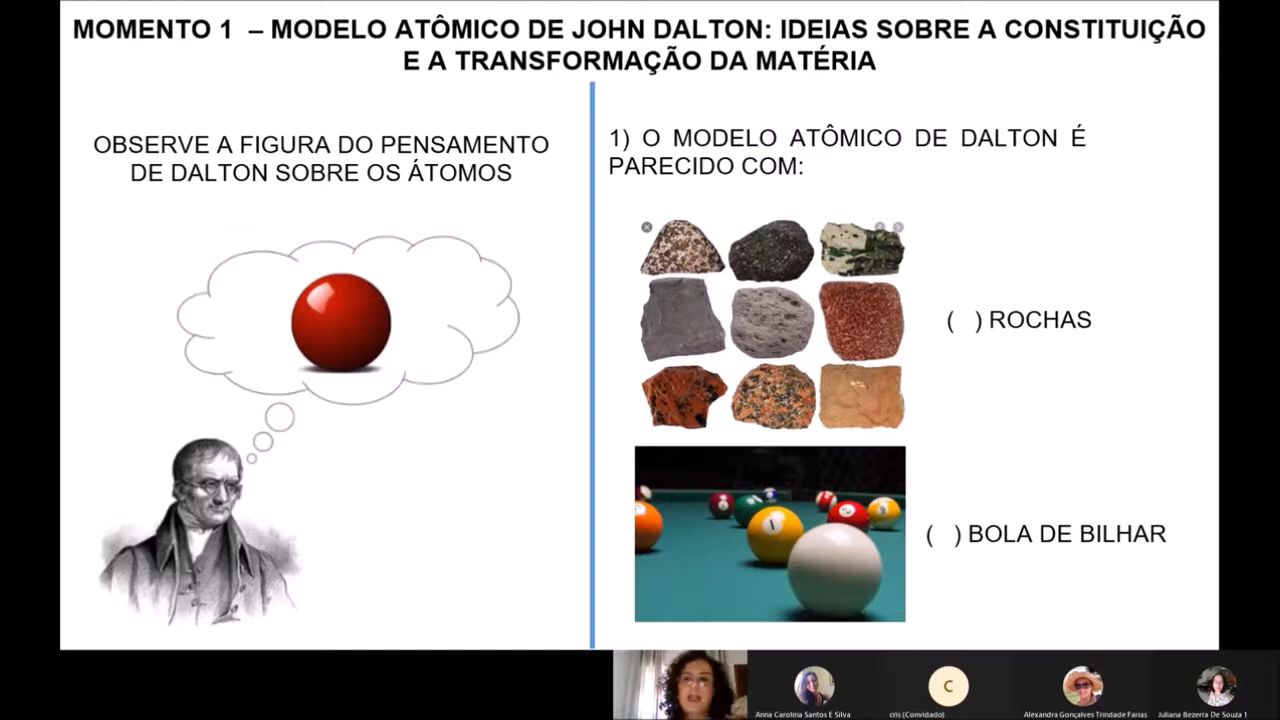 MOMENTO 1 – MODELO ATÔMICO DE JOHN DALTON: IDEIAS SOBRE A CONSTITUIÇÃO
E A TRANSFORMAÇÃO DA MATÉRIA
OBSERVE A FIGURA DO PENSAMENTO
DE DALTON SOBRE OS ÁTOMOS
1) O MODELO ATÔMICO DE DALTON É
PARECIDO COM:
( ) ROCHAS
1
( ) BOLA DE BILHAR
C
Anna Carolina Santos E Silva
cris (Convidado)
Alexandra Gonçalves Trindade Farias
Juliana Bezerra De Souza 1